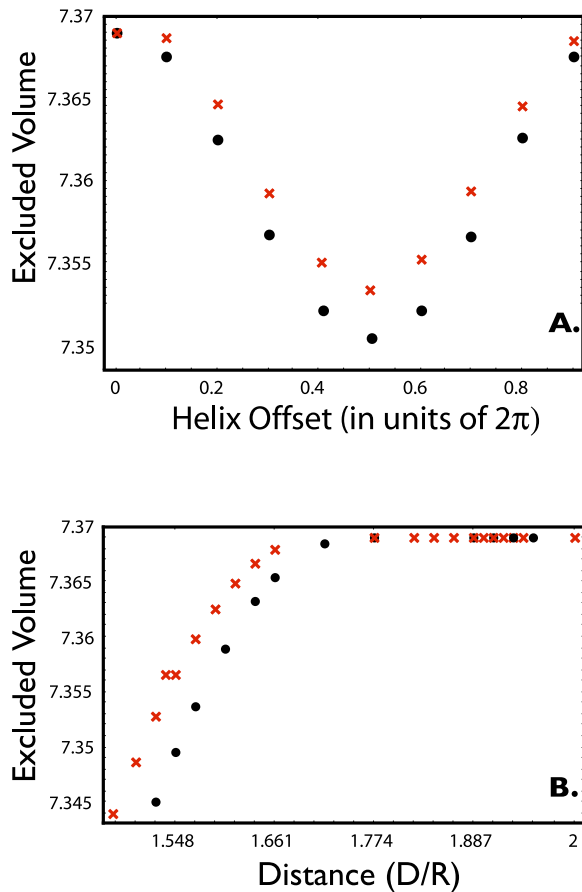 7.37
7.365
7.36
7.355
7.35
Excluded Volume
A.
0 0.2 0.4 0.6 0.8
Helix Offset (in units of 2π)
7.37
7.365
7.36
7.355
7.35
7.345
Excluded Volume
B.
1.548 1.661 1.774 1.887 2
Distance (D/R)